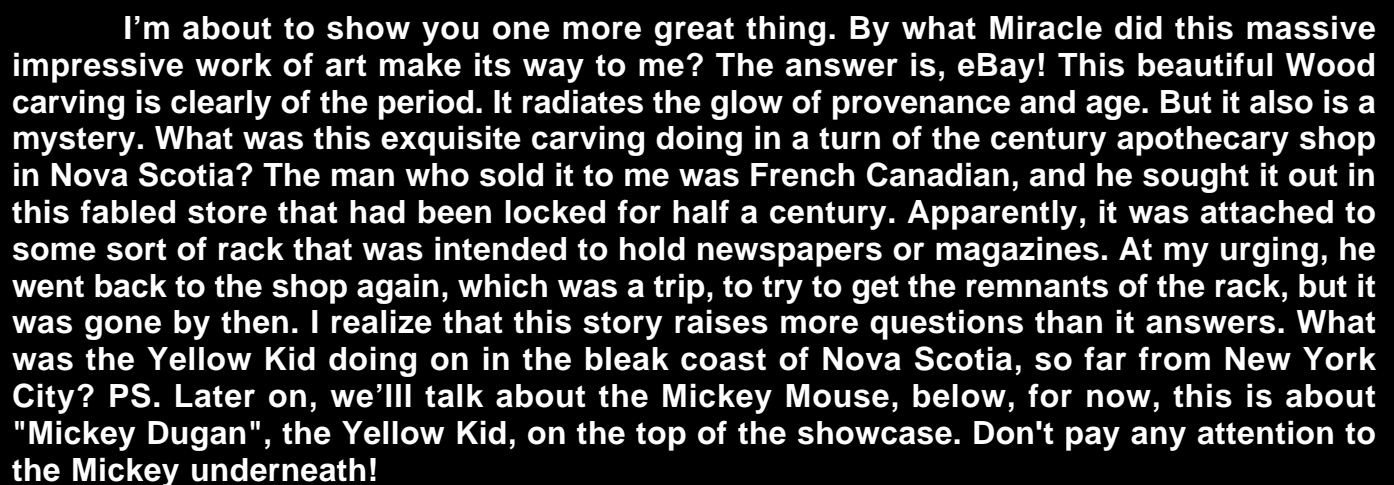 I’m about to show you one more great thing. By what Miracle did this massive
impressive work of art make its way to me? The answer is, eBay! This beautiful Wood
carving is clearly of the period. It radiates the glow of provenance and age. But it also is a
mystery. What was this exquisite carving doing in a turn of the century apothecary shop
in Nova Scotia? The man who sold it to me was French Canadian, and he sought it out in
this fabled store that had been locked for half a century. Apparently, it was attached to
some sort of rack that was intended to hold newspapers or magazines. At my urging, he
went back to the shop again, which was a trip, to try to get the remnants of the rack, but it
was gone by then. I realize that this story raises more questions than it answers. What
was the Yellow Kid doing on in the bleak coast of Nova Scotia, so far from New York
City? PS. Later on, we’lll talk about the Mickey Mouse, below, for now, this is about
"Mickey Dugan", the Yellow Kid, on the top of the showcase. Don't pay any attention to
the Mickey underneath!